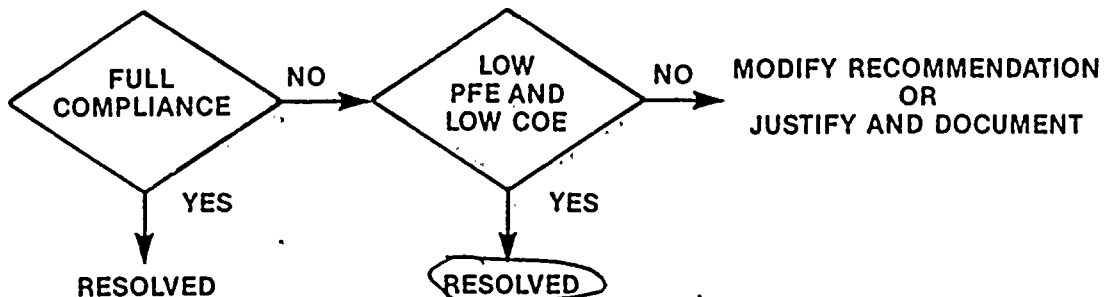 FULL
COMPLIANCE
NO
LOW
PFE AND
LOW COE
NO
MODIFY RECOMMENDATION
OR
JUSTIFY AND DOCUMENT
YES
YES
RESOLVED
RESOLVED